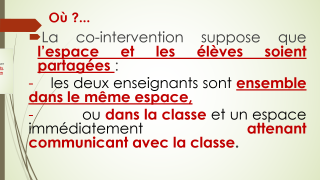 Où ?...
La co-intervention suppose que
l'espace et les élèves soient
partagées :
- les deux enseignants sont ensemble
dans le même espace,
- ou dans la classe et un espace
immédiatement attenant
communicant avec la classe.